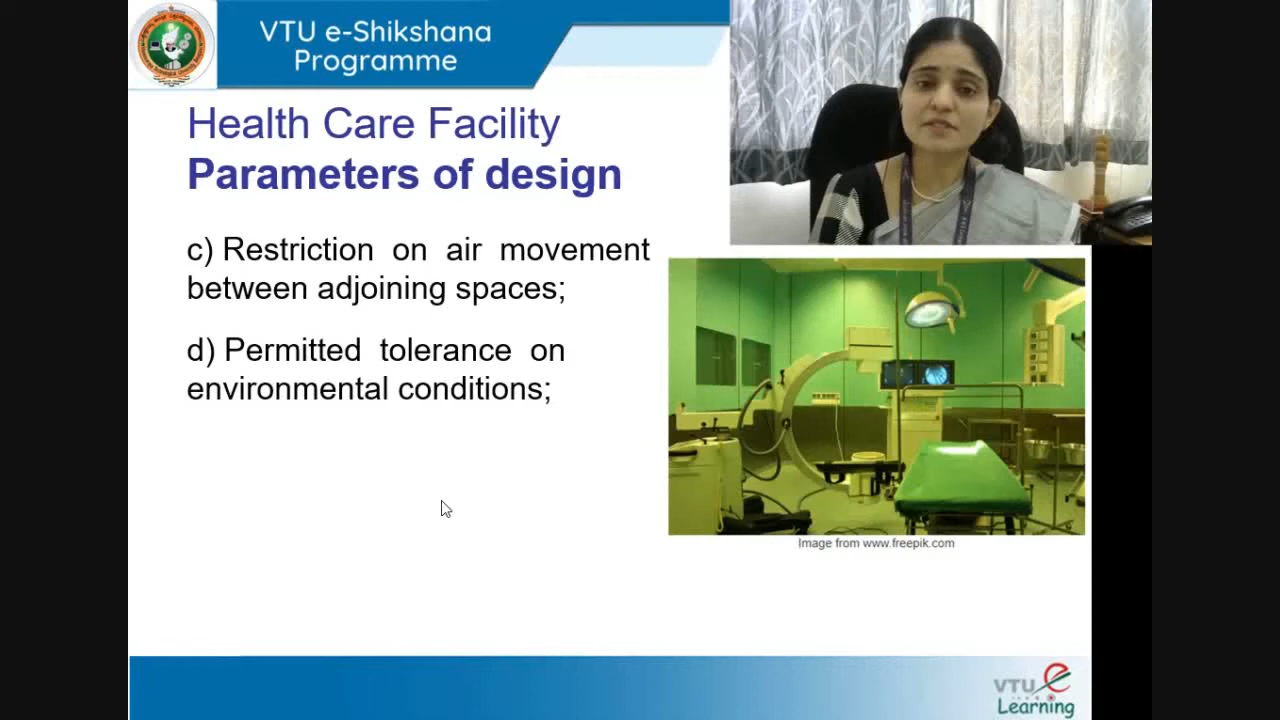 VTU e-Shikshana
Programme
Health Care Facility
Parameters of design
c) Restriction on air movement
between adjoining spaces;
d) Permitted tolerance on
environmental conditions;
Image from www.freepik.com
VTU e
Learning